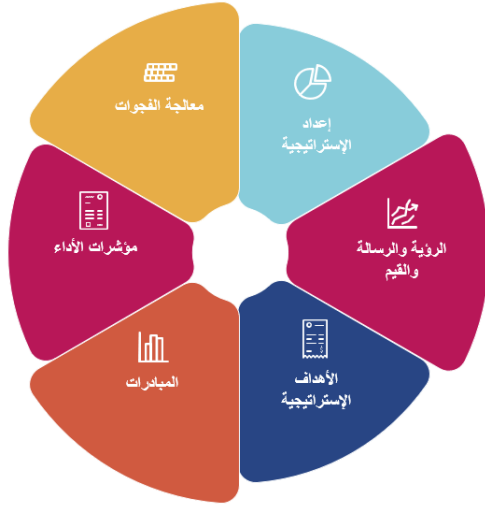 إعداد
الإستراتيجية
الرؤية والرسالة
والقيم
الأهداف
الإستراتيجية
المبادرات
مؤشرات الأداء
معالجة الفجوات